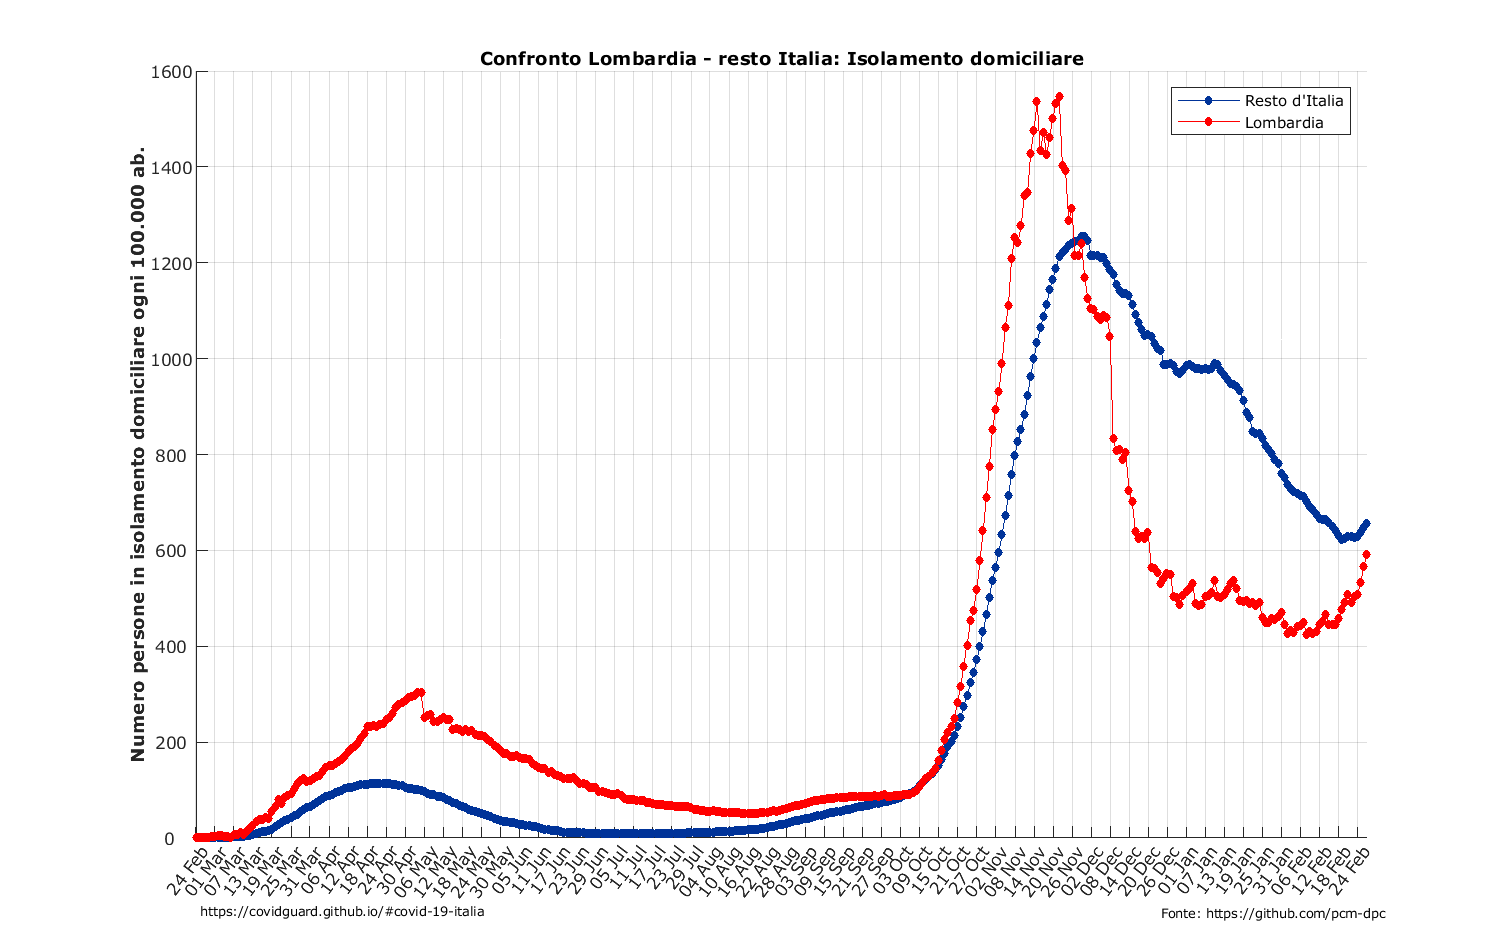 Confronto Lombardia - resto Italia: Isolamento domiciliare
Numero persone in isolamento domiciliare ogni 100.000 ab.
1600
1400
1200
1000
800
600
400
200
0
Resto d'Italia
Lombardia
24 Feb
01 Mar
07 Mar
13 Mar
19 Mar
25 Mar
31 Mar
06 Apr
12 Apr
18 Apr
24 Apr
30 Apr
06 May
12 May
18 May
24 May
30 May
05 Jun
11 Jun
17 Jun
23 Jun
29 Jul
05 Jul
11 Jul
17 Jul
23 Jul
29 Jul
04 Aug
10 Aug
16 Aug
22 Aug
28 Aug
03 Sep
09 Sep
15 Sep
21 Sep
27 Sep
03 Oct
09 Oct
15 Oct
21 Oct
27 Oct
02 Nov
08 Nov
14 Nov
20 Nov
26 Nov
02 Dec
08 Dec
14 Dec
20 Dec
26 Dec
01 Jan
07 Jan
13 Jan
19 Jan
25 Jan
31 Jan
06 Feb
12 Feb
18 Feb
24 Feb
https://covidguard.github.io/#covid-19-italia
Fonte: https://github.com/pcm-dpc